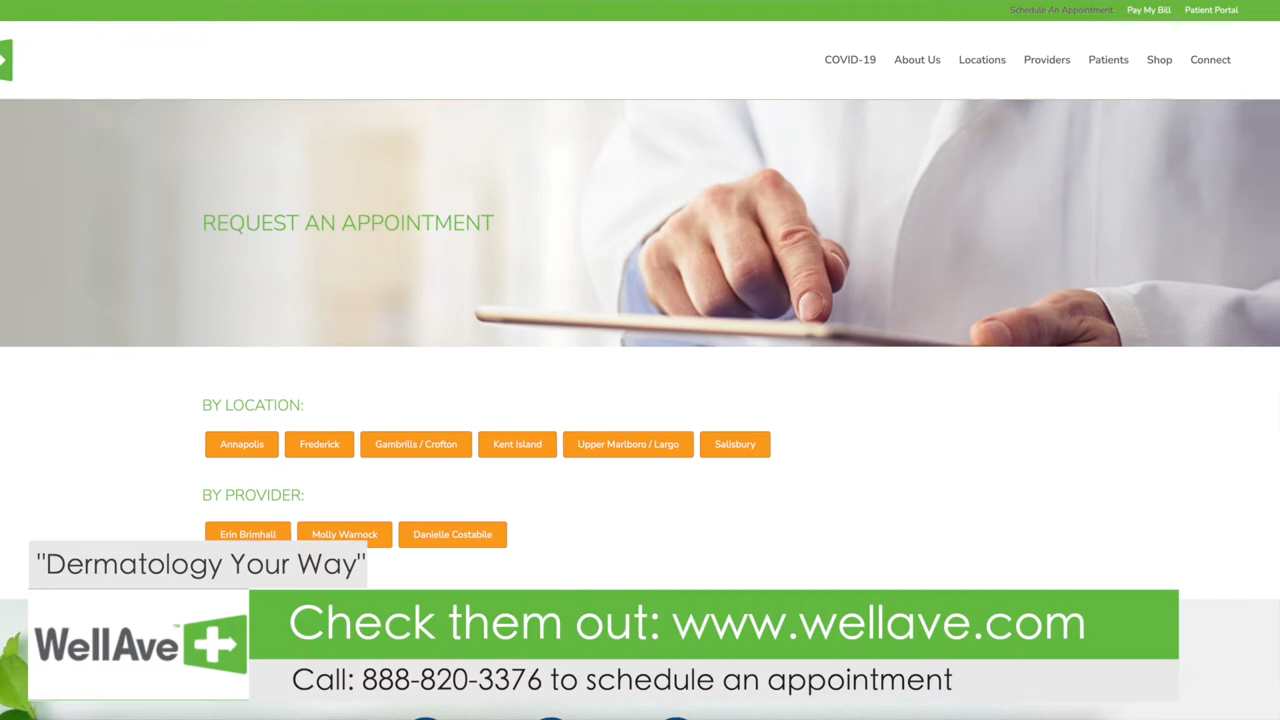 Schedule An Appointment Pay My Bill Patient Portal
COVID-19 About Us Locations Providers Patients Shop Connect
REQUEST AN APPOINTMENT
BY LOCATION:
Annapolis Frederick Gambrills / Crofton Kent Island Upper Marlboro / Largo Salisbury
BY PROVIDER:
Erin Brimhall Molly Warnock Danielle Costabile
"Dermatology Your Way"
WellAve™
Check them out: www.wellave.com
Call: 888-820-3376 to schedule an appointment